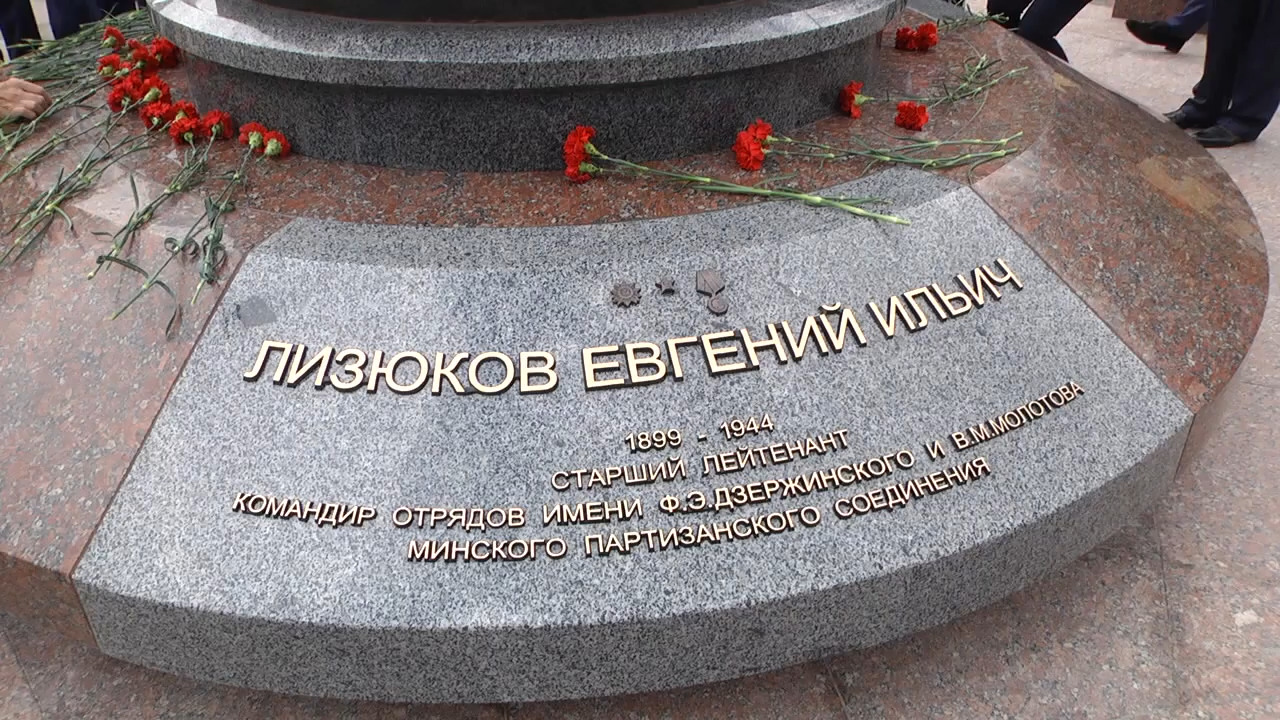 ЛИЗЮКОВ ЕВГЕНИЙ ИЛЬИЧ
1899 - 1944
СТАРШИЙ ЛЕЙТЕНАНТ
КОМАНДИР ОТРЯДОВ ИМЕНИ Ф.Э.ДЗЕРЖИНСКОГО И В.М.МОЛОТОВА
МИНСКОГО ПАРТИЗАНСКОГО СОЕДИНЕНИЯ